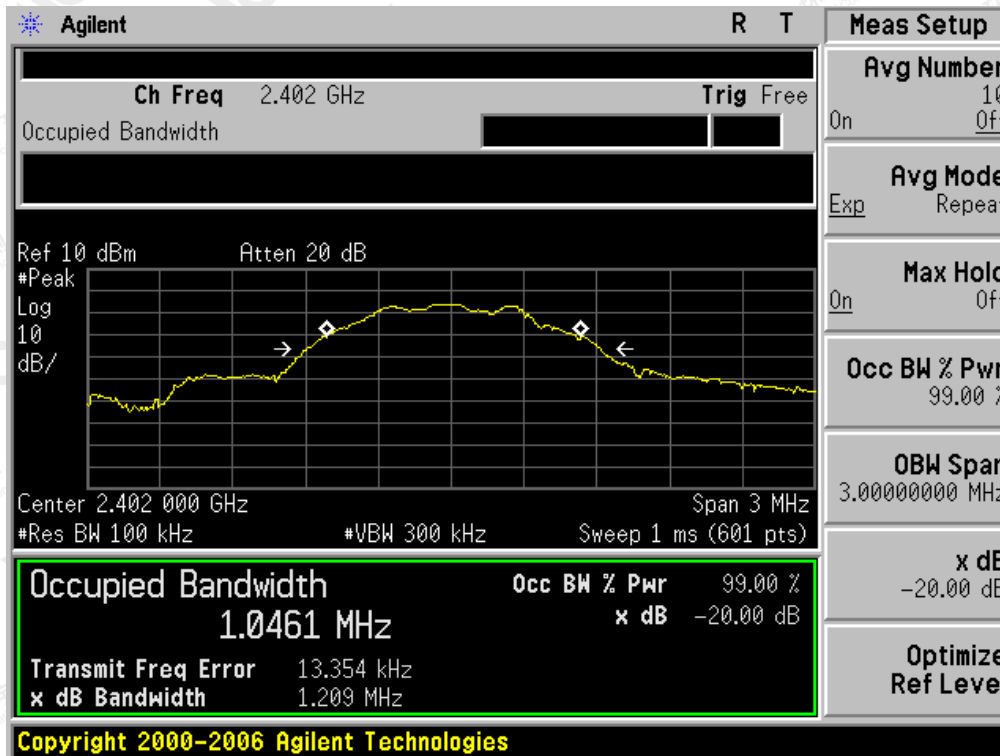 Agilent R T
Ch Freq 2.402 GHz Trig Free
Occupied Bandwidth
Ref 10 dBm Atten 20 dB
#Peak
Log
10
dB/
Center 2.402 000 GHz Span 3 MHz
#Res BW 100 kHz #VBW 300 kHz Sweep 1 ms (601 pts)
Occupied Bandwidth Occ BW % Pwr 99.00 %
1.0461 MHz x dB -20.00 dB
Transmit Freq Error 13.354 kHz
x dB Bandwidth 1.209 MHz
Copyright 2000-2006 Agilent Technologies
Meas Setup
Avg Number
10
On Off
Avg Mode
Exp Repeat
Max Hold
On Off
Occ BW % Pwr
99.00 %
OBW Span
3.00000000 MHz
x dB
-20.00 dB
Optimize
Ref Level